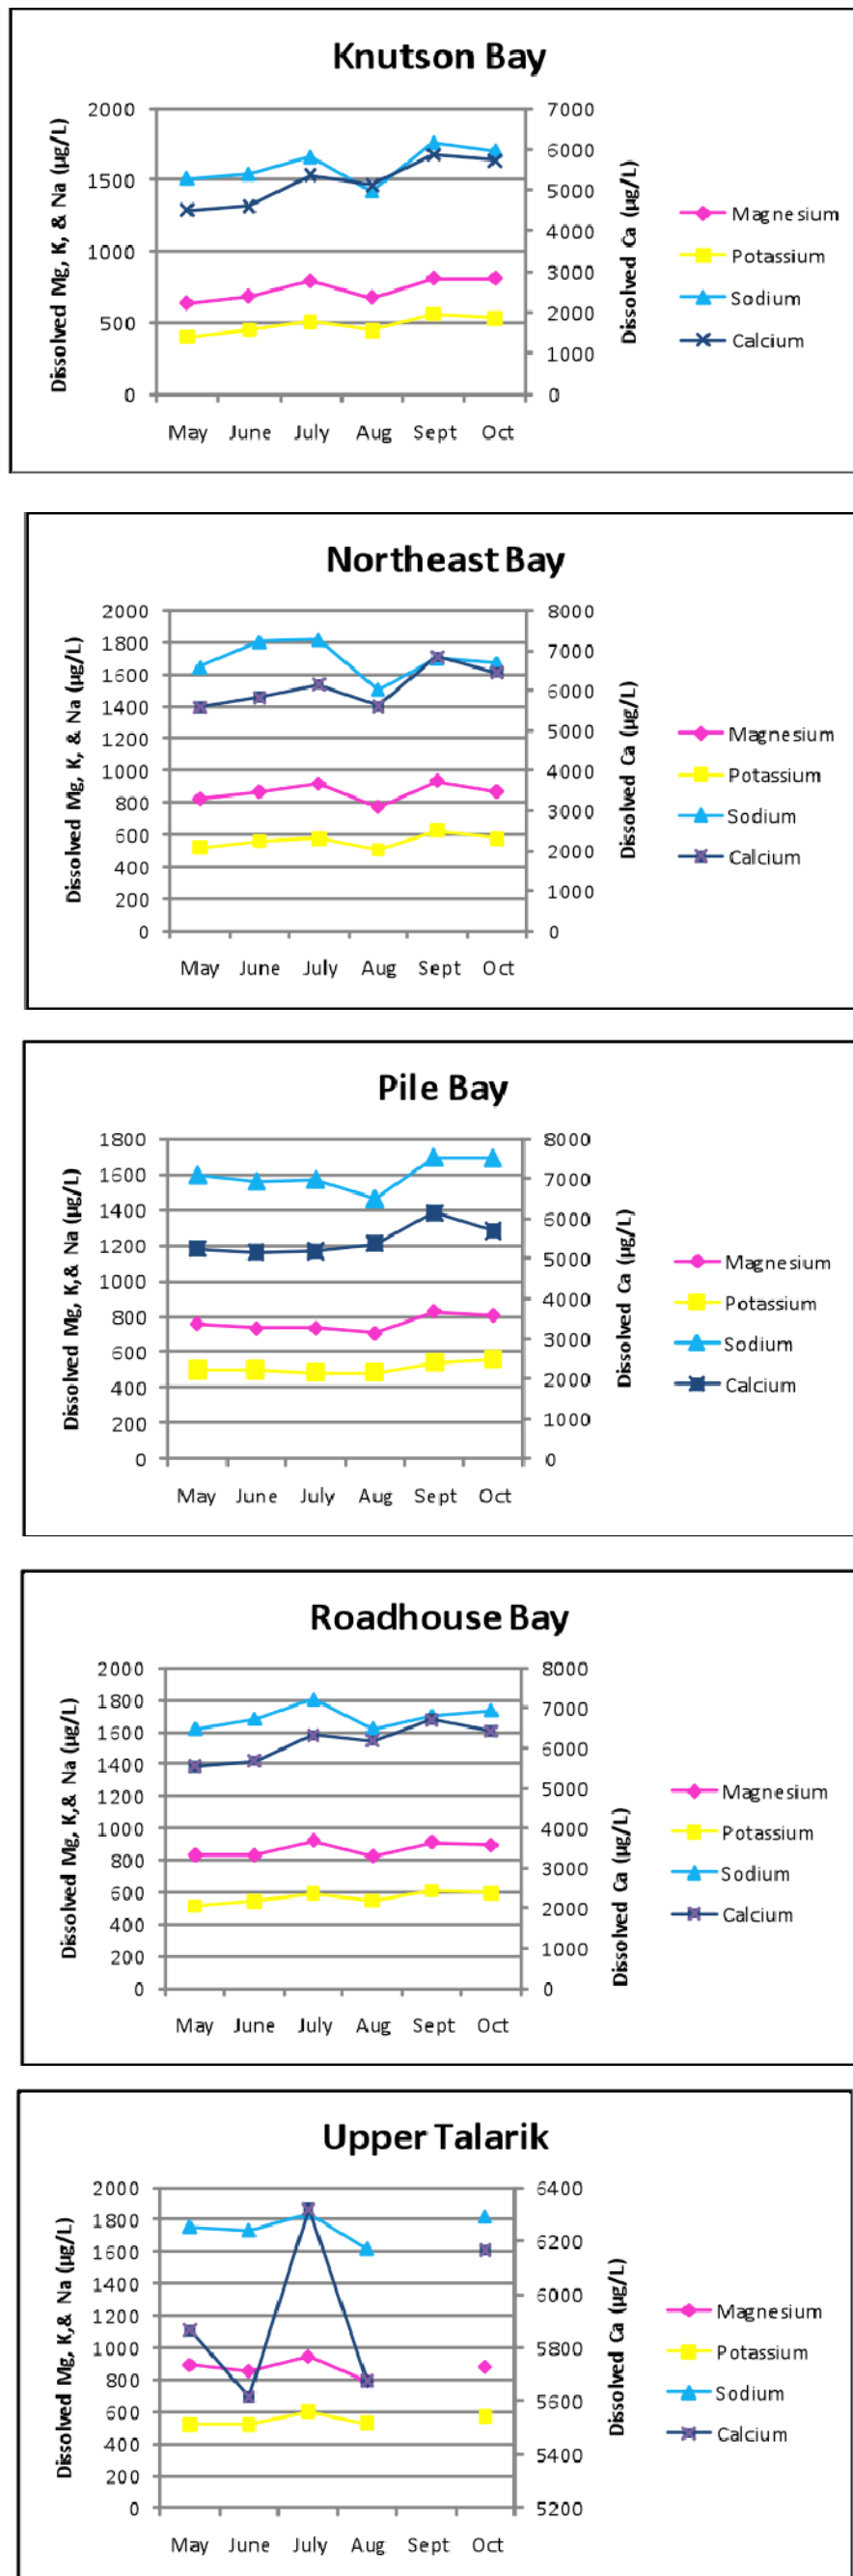 Knutson Bay
Dissolved Mg, K, & Na (µg/L)
2000
1500
1000
500
0
7000
6000
5000
4000
3000
2000
1000
0
Dissolved Ca (µg/L)
May June July Aug Sept Oct
Magnesium
Potassium
Sodium
Calcium
Northeast Bay
Dissolved Mg, K, & Na (µg/L)
2000
1800
1600
1400
1200
1000
800
600
400
200
0
8000
7000
6000
5000
4000
3000
2000
1000
0
Dissolved Ca (µg/L)
May June July Aug Sept Oct
Magnesium
Potassium
Sodium
Calcium
Pile Bay
Dissolved Mg, K,& Na (µg/L)
1800
1600
1400
1200
1000
800
600
400
200
0
8000
7000
6000
5000
4000
3000
2000
1000
0
Dissolved Ca (µg/L)
May June July Aug Sept Oct
Magnesium
Potassium
Sodium
Calcium
Roadhouse Bay
Dissolved Mg, K,& Na (µg/L)
2000
1800
1600
1400
1200
1000
800
600
400
200
0
8000
7000
6000
5000
4000
3000
2000
1000
0
Dissolved Ca (µg/L)
May June July Aug Sept Oct
Magnesium
Potassium
Sodium
Calcium
Upper Talarik
Dissolved Mg, K,& Na (µg/L)
2000
1800
1600
1400
1200
1000
800
600
400
200
0
6400
6200
6000
5800
5600
5400
5200
Dissolved Ca (µg/L)
May June July Aug Sept Oct
Magnesium
Potassium
Sodium
Calcium